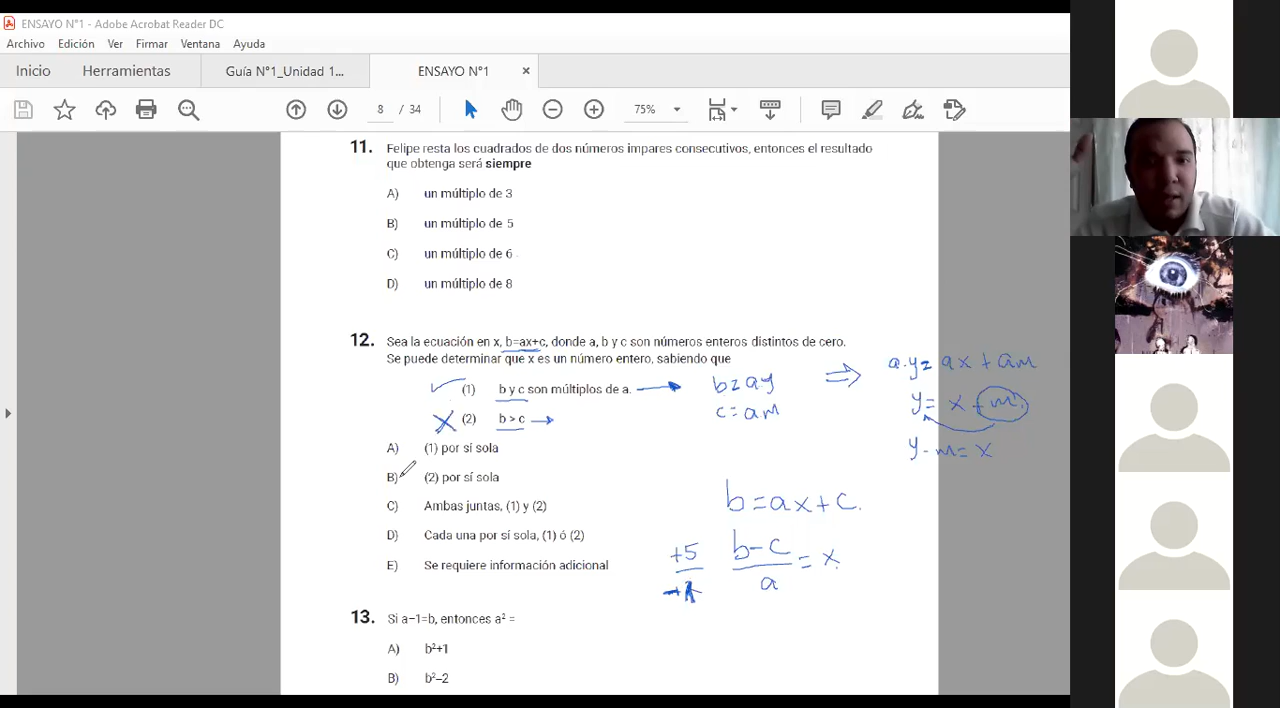 ENSAYO N°1 - Adobe Acrobat Reader DC
Archivo Edición Ver Firmar Ventana Ayuda
Inicio Herramientas Guía N°1_Unidad 1... ENSAYO N°1 ×
8 / 34 75%
11. Felipe resta los cuadrados de dos números impares consecutivos, entonces el resultado
que obtenga será siempre
A) un múltiplo de 3
B) un múltiplo de 5
C) un múltiplo de 6
D) un múltiplo de 8
12. Sea la ecuación en x, b=ax+c, donde a, b y c son números enteros distintos de cero.
Se puede determinar que x es un número entero, sabiendo que
(1) b y c son múltiplos de a. → b=ay ⇒ a·y= ax + am
c=am y= x + m
(2) b > c →
y - m = x
A) (1) por sí sola
B) (2) por sí sola
C) Ambas juntas, (1) y (2)
b=ax+c.
D) Cada una por sí sola, (1) ó (2)
E) Se requiere información adicional
+5
b-c
— = x
a
13. Si a−1=b, entonces a² =
A) b²+1
B) b²−2